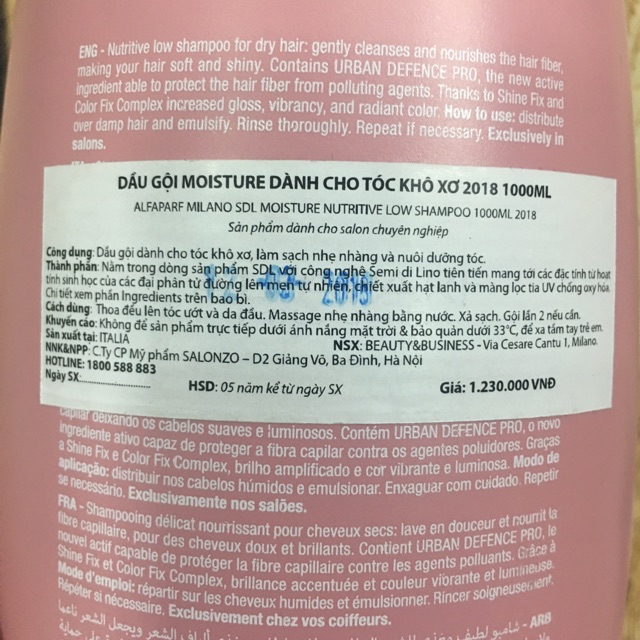 ENG - Nutritive low shampoo for dry hair: gently cleanses and nourishes the hair fiber,
making your hair soft and shiny. Contains URBAN DEFENCE PRO, the new active
ingredient able to protect the hair fiber from polluting agents. Thanks to Shine Fix and
Color Fix Complex increased gloss, vibrancy, and radiant color. How to use: distribute
over damp hair and emulsify. Rinse thoroughly. Repeat if necessary. Exclusively in
salons.
DẦU GỘI MOISTURE DÀNH CHO TÓC KHÔ XƠ 2018 1000ML
ALFAPARF MILANO SDL MOISTURE NUTRITIVE LOW SHAMPOO 1000ML 2018
Sản phẩm dành cho salon chuyên nghiệp
Công dụng: Dầu gội dành cho tóc khô xơ, làm sạch nhẹ nhàng và nuôi dưỡng tóc.
Thành phần: Nằm trong dòng sản phẩm SDL với công nghệ Semi di Lino tiên tiến mang tới các đặc tính từ hoạt
tính sinh học của các đại phân tử đường lên men tự nhiên, chiết xuất hạt lanh và màng lọc tia UV chống oxy hóa.
Chi tiết xem phần Ingredients trên bao bì.
Cách dùng: Thoa đều lên tóc ướt và da đầu. Massage nhẹ nhàng bằng nước. Xả sạch. Gội lần 2 nếu cần.
Khuyến cáo: Không để sản phẩm trực tiếp dưới ánh nắng mặt trời & bảo quản dưới 33°C, để xa tầm tay trẻ em.
Sản xuất tại: ITALIA NSX: BEAUTY&BUSINESS - Via Cesare Cantu 1, Milano.
NNK&NPP: C.Ty CP Mỹ phẩm SALONZO – D2 Giảng Võ, Ba Đình, Hà Nội
HOTLINE: 1800 588 883
Ngày SX: HSD: 05 năm kể từ ngày SX Giá: 1.230.000 VNĐ
capilar deixando os cabelos suaves e luminosos. Contém URBAN DEFENCE PRO, o novo
ingrediente ativo capaz de proteger a fibra capilar contra os agentes poluidores. Graças
a Shine Fix e Color Fix Complex, brilho amplificado e cor vibrante e luminosa. Modo de
aplicação: distribuir nos cabelos húmidos e emulsionar. Enxaguar com cuidado. Repetir
se necessário. Exclusivamente nos salões.
FRA - Shampooing délicat nourrissant pour cheveux secs: lave en douceur et nourrit la
fibre capillaire, pour des cheveux doux et brillants. Contient URBAN DEFENCE PRO, le
nouvel actif capable de protéger la fibre capillaire contre les agents polluants. Grâce à
Shine Fix et Color Fix Complex, brillance accentuée et couleur vibrante et lumineuse.
Mode d'emploi: répartir sur les cheveux humides et émulsionner. Rincer soigneusement.
Répéter si nécessaire. Exclusivement chez vos coiffeurs.